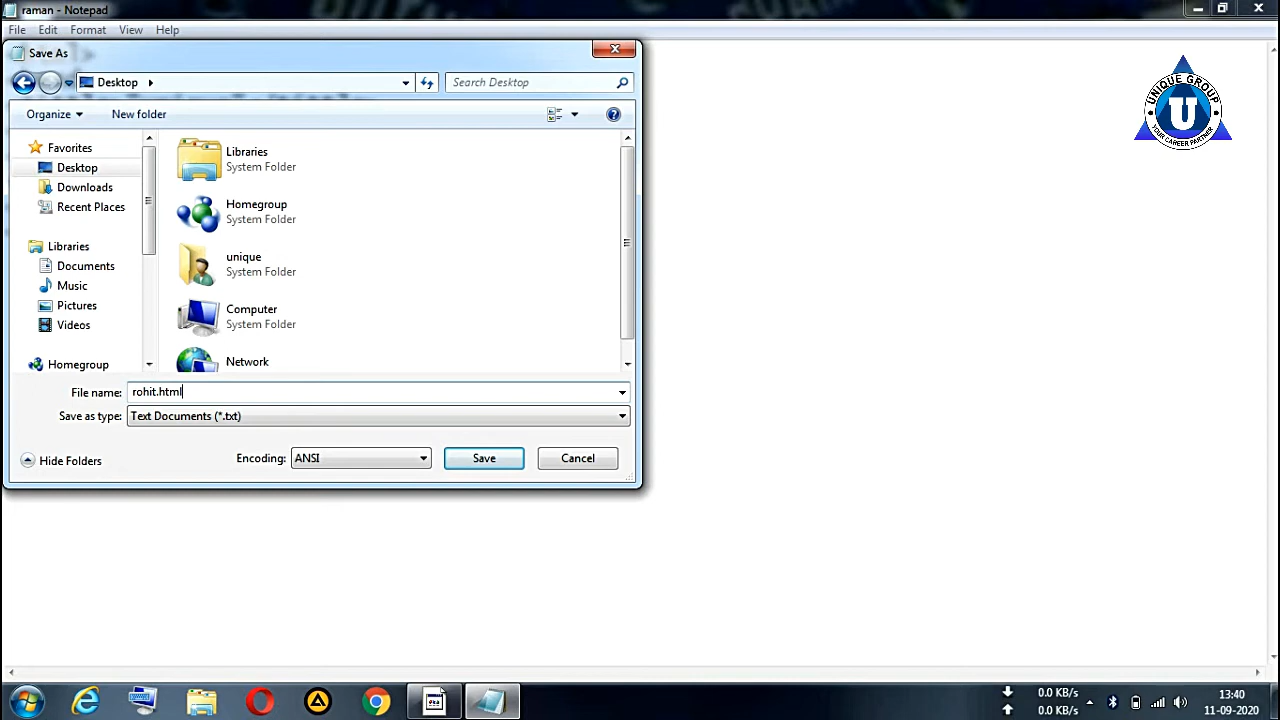 raman - Notepad
File Edit Format View Help
Save As
Desktop
Search Desktop
Organize New folder
Favorites
Desktop
Downloads
Recent Places
Libraries
Documents
Music
Pictures
Videos
Homegroup
Libraries
System Folder
Homegroup
System Folder
unique
System Folder
Computer
System Folder
Network
File name: rohit.html
Save as type: Text Documents (*.txt)
Hide Folders
Encoding: ANSI
Save Cancel
UNIQUE GROUP
U
YOUR CAREER PARTNER
0.0 KB/s
0.0 KB/s
13:40
11-09-2020